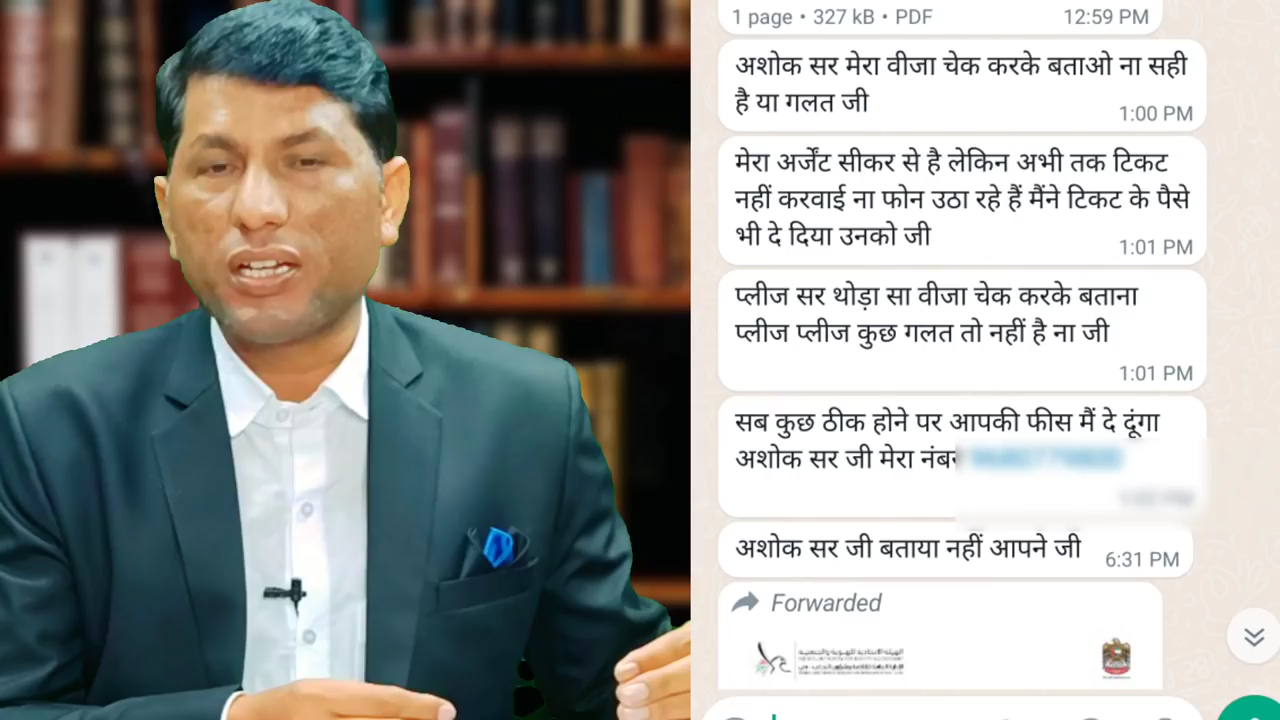 1 page • 327 kB • PDF 12:59 PM
अशोक सर मेरा वीजा चेक करके बताओ ना सही
है या गलत जी 1:00 PM
मेरा अर्जेंट सीकर से है लेकिन अभी तक टिकट
नहीं करवाई ना फोन उठा रहे हैं मैंने टिकट के पैसे
भी दे दिया उनको जी 1:01 PM
प्लीज सर थोड़ा सा वीजा चेक करके बताना
प्लीज प्लीज कुछ गलत तो नहीं है ना जी
1:01 PM
सब कुछ ठीक होने पर आपकी फीस मैं दे दूंगा
अशोक सर जी मेरा नंबर
अशोक सर जी बताया नहीं आपने जी 6:31 PM
Forwarded